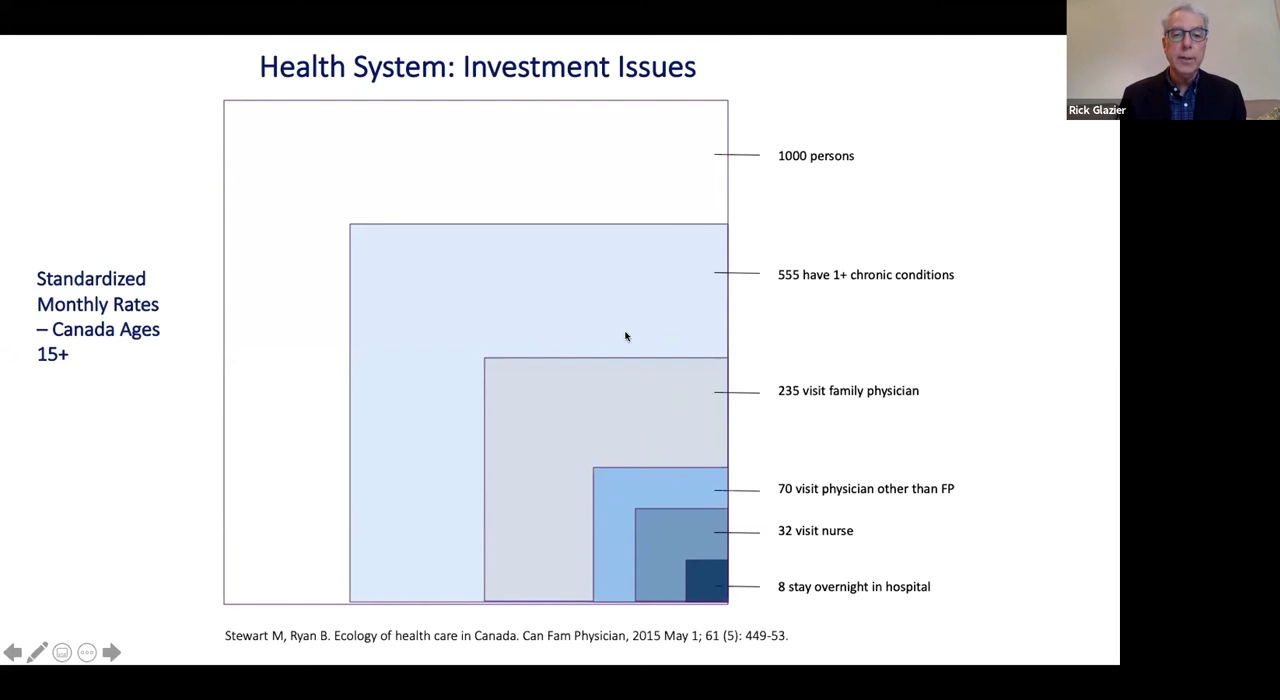 Health System: Investment Issues
Rick Glazier
1000 persons
Standardized
Monthly Rates
– Canada Ages
15+
555 have 1+ chronic conditions
235 visit family physician
70 visit physician other than FP
32 visit nurse
8 stay overnight in hospital
Stewart M, Ryan B. Ecology of health care in Canada. Can Fam Physician, 2015 May 1; 61 (5): 449-53.